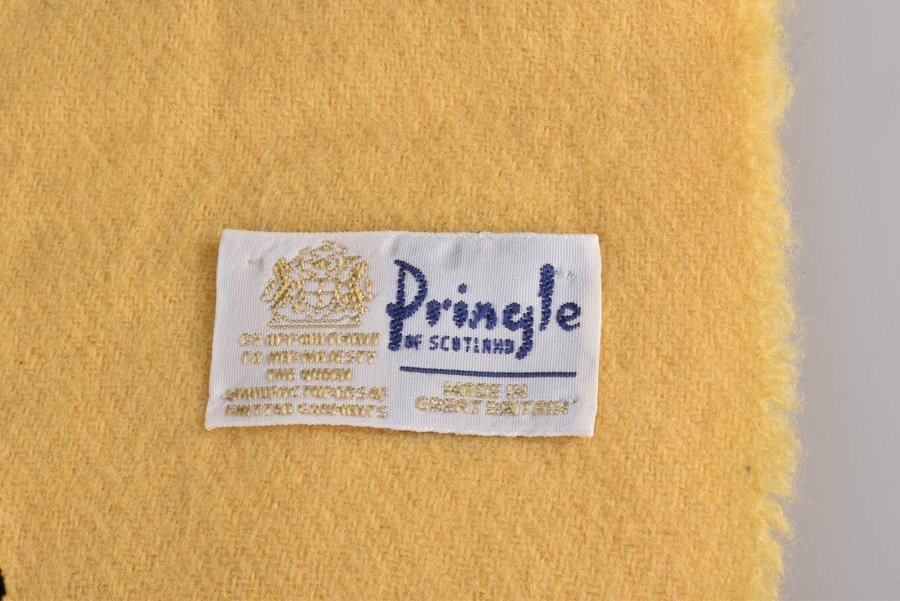 BY APPOINTMENT
TO HER MAJESTY
THE QUEEN
MANUFACTURERS OF
KNITTED GARMENTS
Pringle
OF SCOTLAND
MADE IN
GREAT BRITAIN